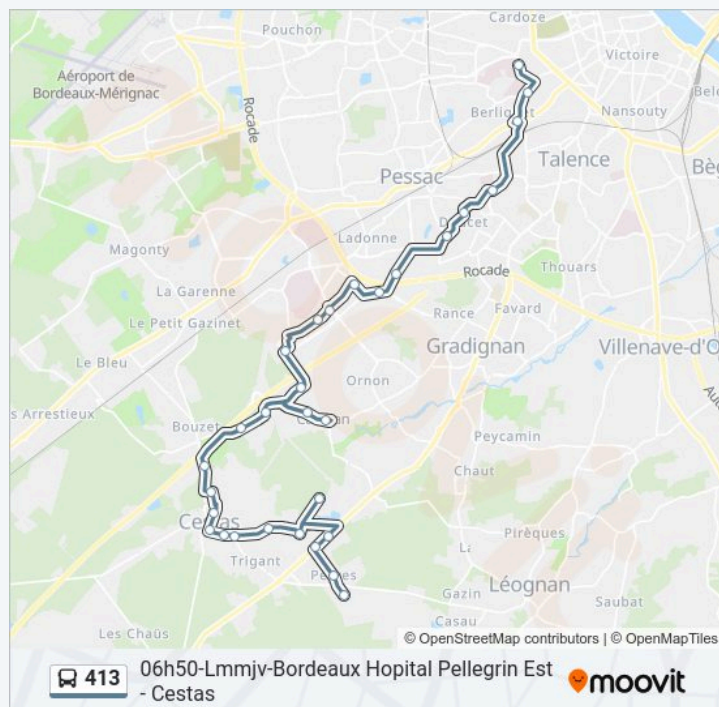 Cardoze
Pouchon
Victoire
Aéroport de
Bordeaux-Mérignac
Rocade
Nansouty
Talence
Pessac
Ladonne
Magonty
Rocade
Thouars
La Garenne
Rance
Favard
Le Petit Gazinet
Gradignan
Villenave-d'O
Le Bleu
Ornon
s Arrestieux
Bouzet
Peycamin
Chaut
Pirèques
Trigant
Léognan
Gazin
Saubat
Casau
Les Chaûs
© OpenStreetMap contributors | © OpenMapTiles
413
06h50-Lmmjv-Bordeaux Hopital Pellegrin Est
- Cestas
moovit